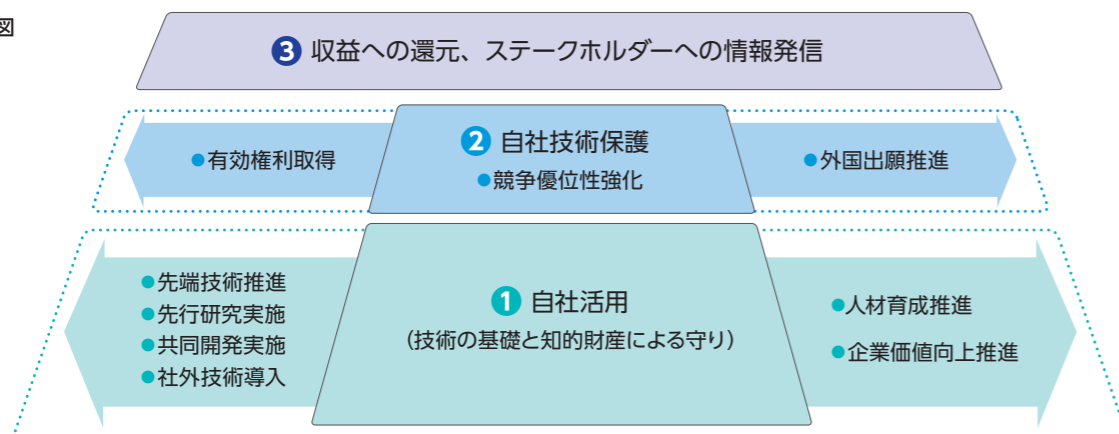 図
❸ 収益への還元、ステークホルダーへの情報発信
●有効権利取得
❷ 自社技術保護
●競争優位性強化
●外国出願推進
●先端技術推進
●先行研究実施
●共同開発実施
●社外技術導入
❶ 自社活用
(技術の基礎と知的財産による守り)
●人材育成推進
●企業価値向上推進